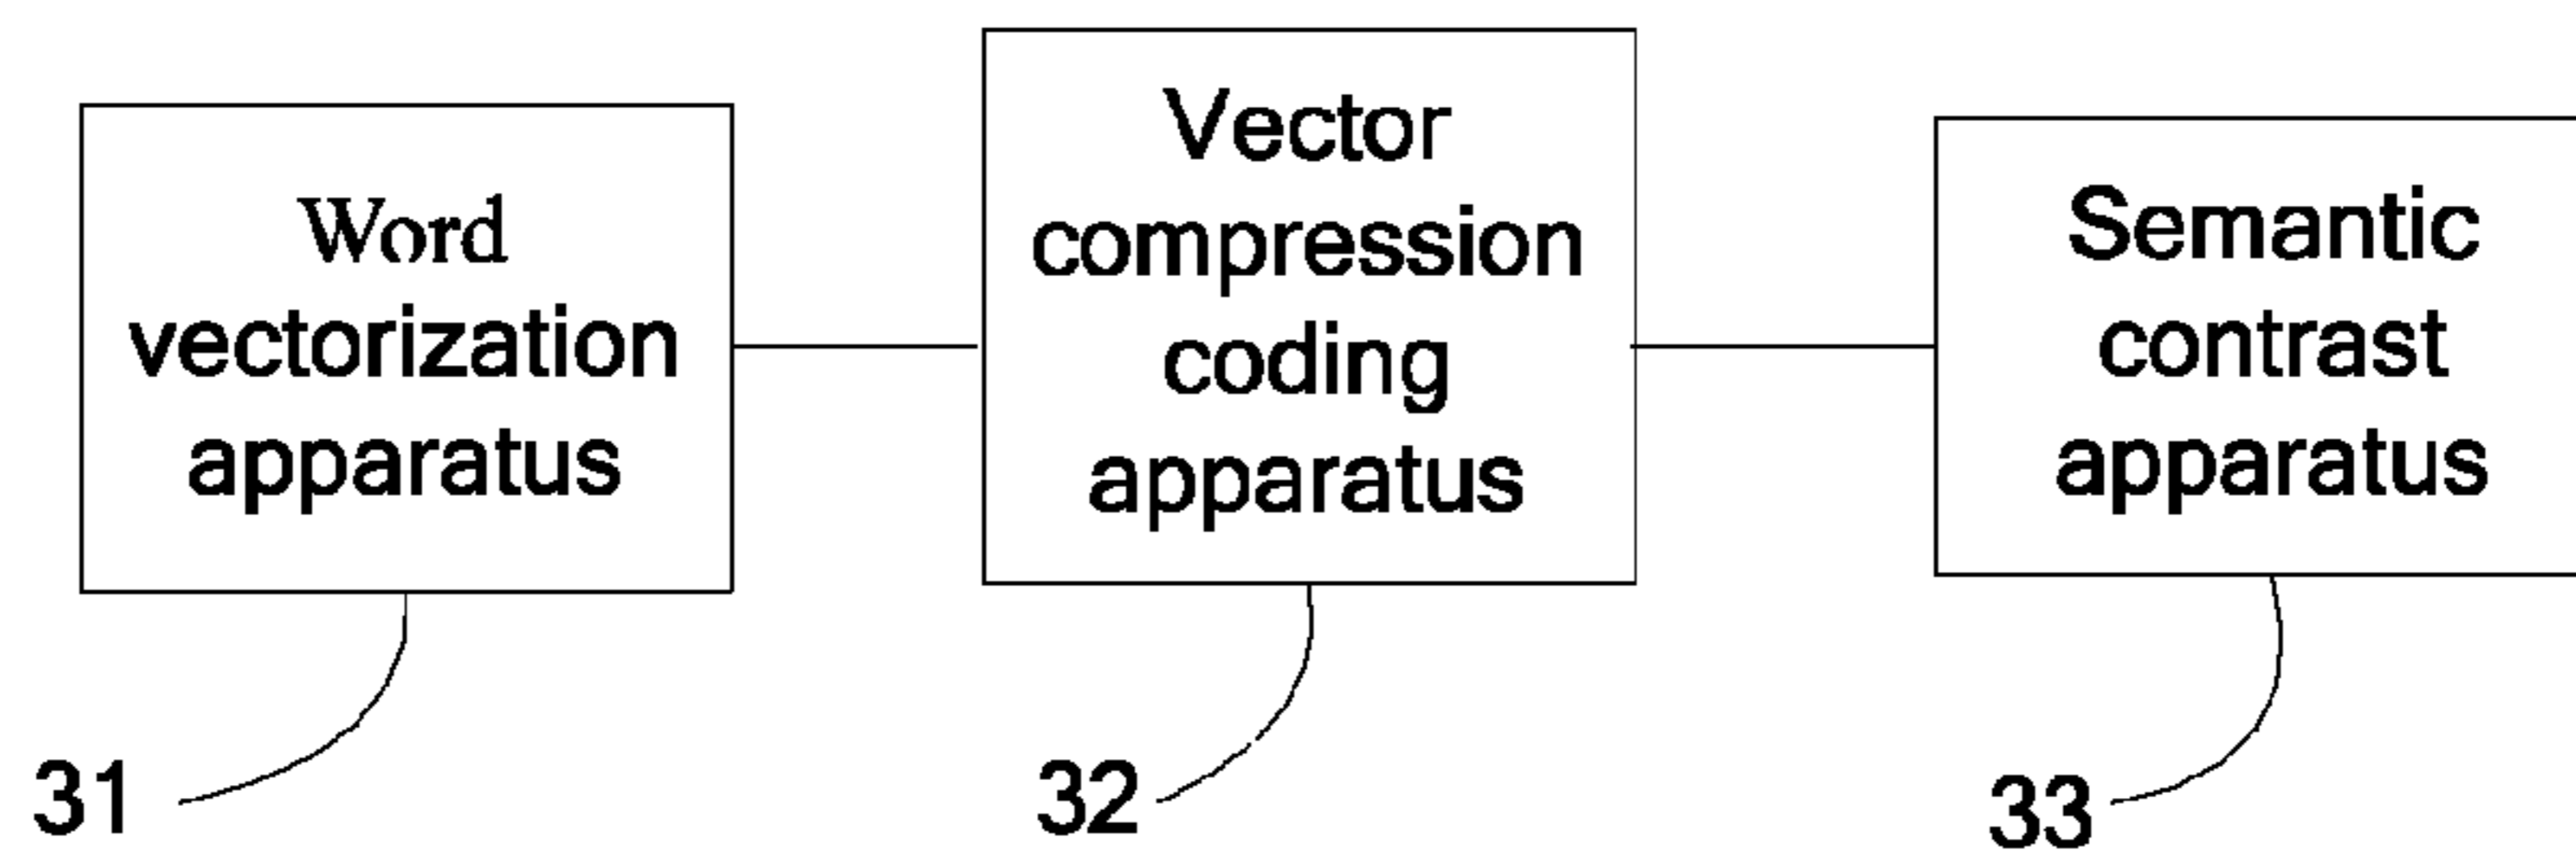 Word
vectorization
apparatus
Vector
compression
coding
apparatus
Semantic
contrast
apparatus
31
32
33